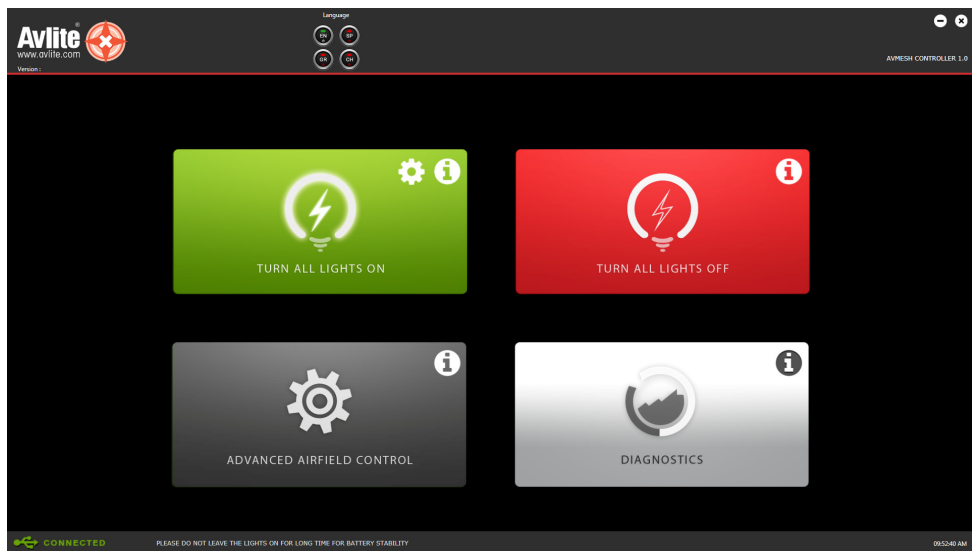 Avlite®
www.avlite.com
Version :
Language
EN SP
GR CH
AVMESH CONTROLLER 1.0
TURN ALL LIGHTS ON
TURN ALL LIGHTS OFF
ADVANCED AIRFIELD CONTROL
DIAGNOSTICS
CONNECTED
PLEASE DO NOT LEAVE THE LIGHTS ON FOR LONG TIME FOR BATTERY STABILITY
09:52:40 AM